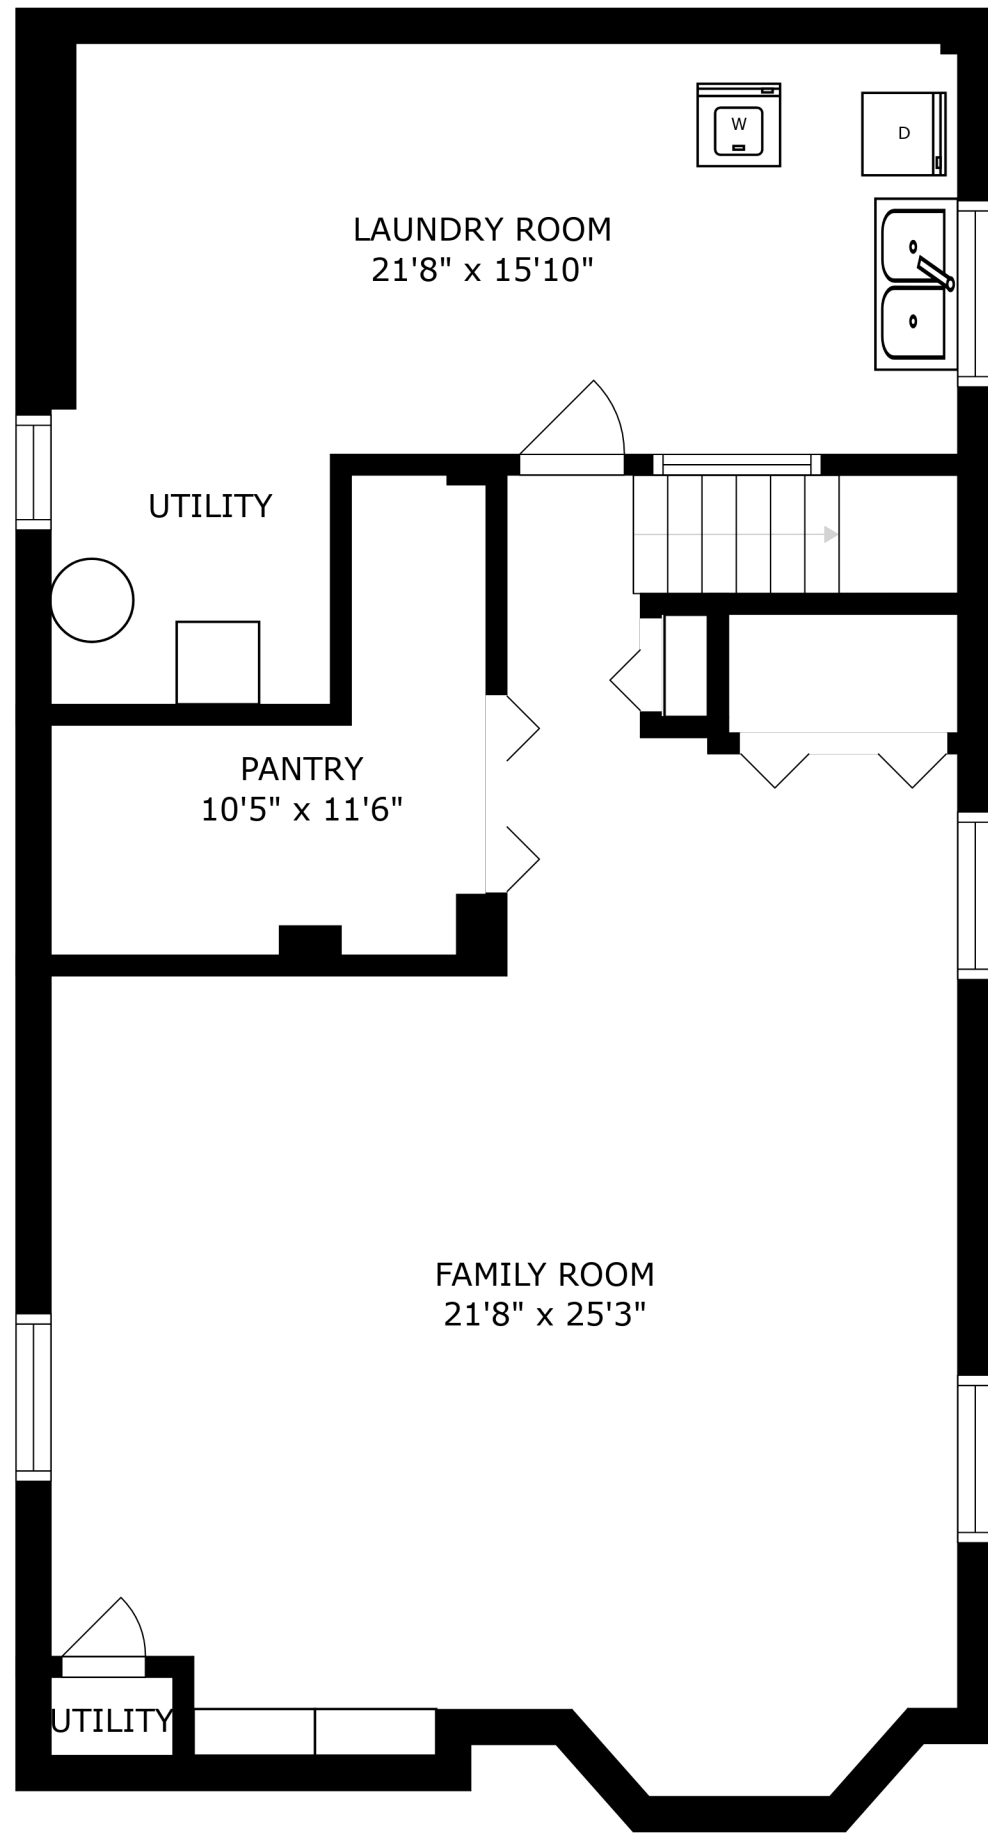 W
D
LAUNDRY ROOM
21'8" x 15'10"
UTILITY
PANTRY
10'5" x 11'6"
FAMILY ROOM
21'8" x 25'3"
UTILITY